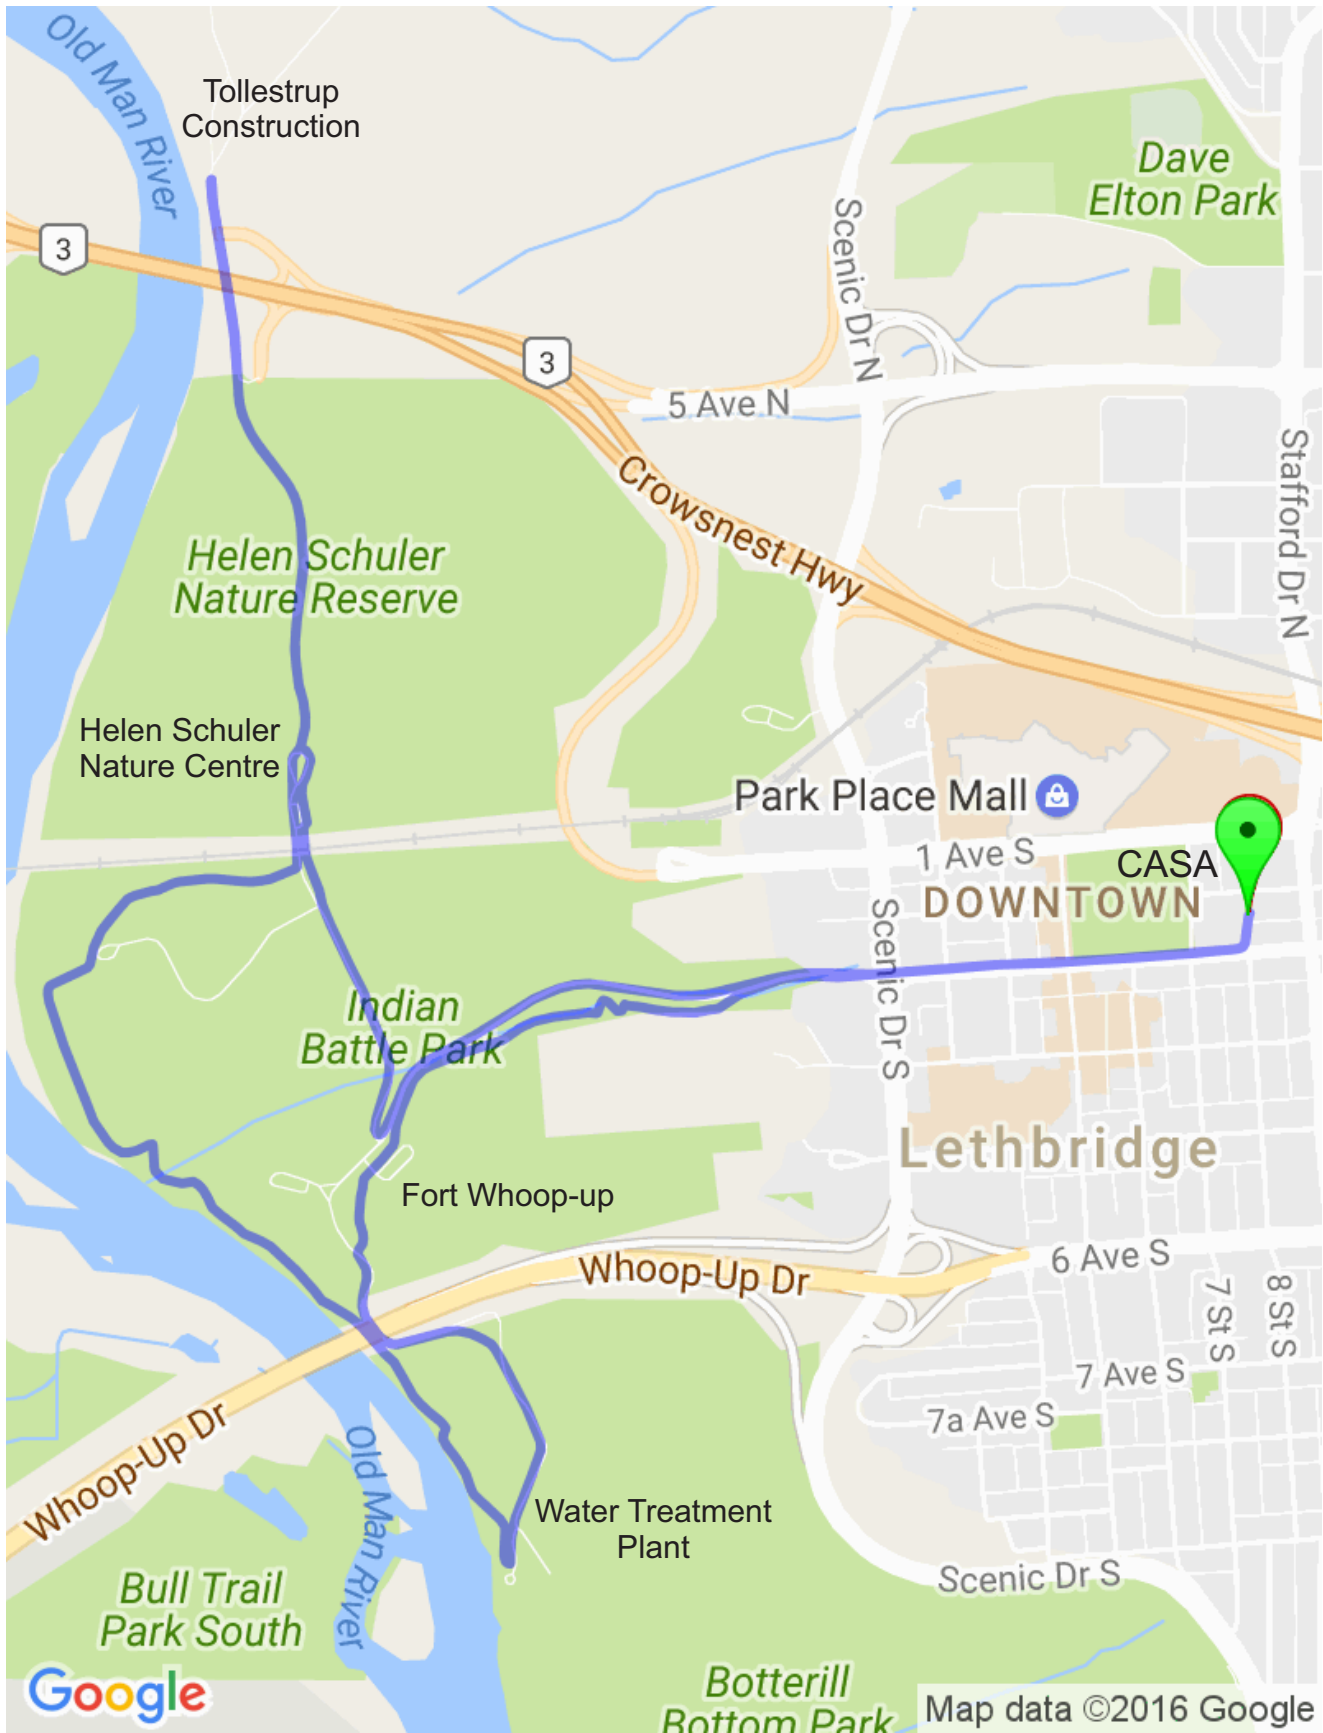 Old Man River
Tollestrup
Construction
Dave
Elton Park
3
Scenic Dr N
3
5 Ave N
Stafford Dr N
Crowsnest Hwy
Helen Schuler
Nature Reserve
Helen Schuler
Nature Centre
Park Place Mall
1 Ave S
CASA
DOWNTOWN
Scenic Dr S
Indian
Battle Park
Lethbridge
Fort Whoop-up
Whoop-Up Dr
6 Ave S
7 St S
8 St S
7 Ave S
7a Ave S
Whoop-Up Dr
Old Man River
Water Treatment
Plant
Scenic Dr S
Bull Trail
Park South
Botterill
Bottom Park
Google
Map data ©2016 Google